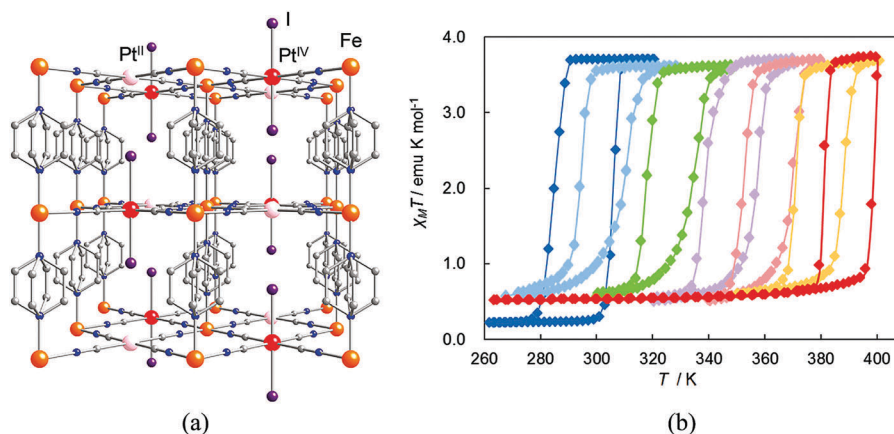 I
Pt^II
Pt^IV
Fe
(a)
4.0
3.0
2.0
1.0
0.0
χ_M T / emu K mol⁻¹
260 280 300 320 340 360 380 400
T / K
(b)